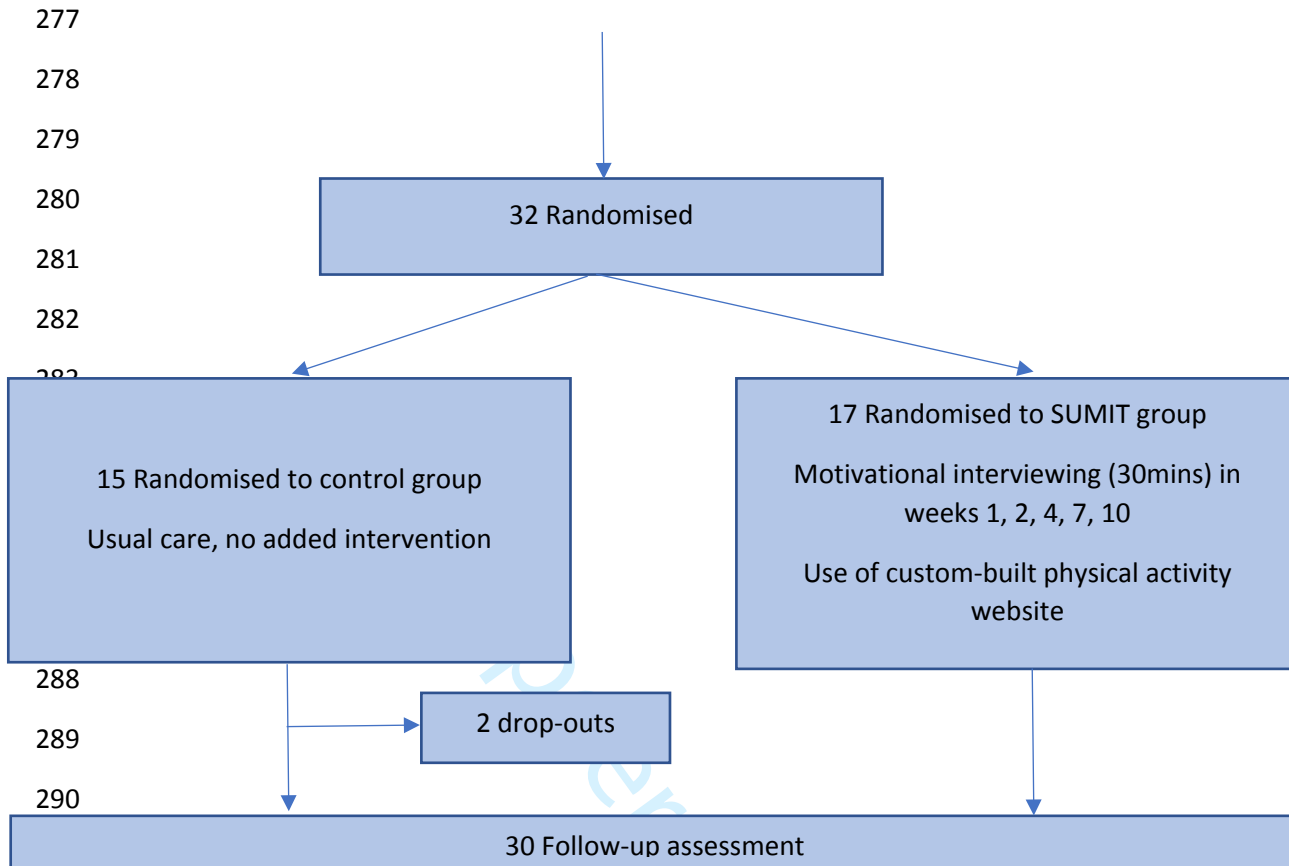 277
278
279
280
32 Randomised
281
282
283
17 Randomised to SUMIT group
15 Randomised to control group
Motivational interviewing (30mins) in
weeks 1, 2, 4, 7, 10
Usual care, no added intervention
Use of custom-built physical activity
website
288
2 drop-outs
289
290
30 Follow-up assessment